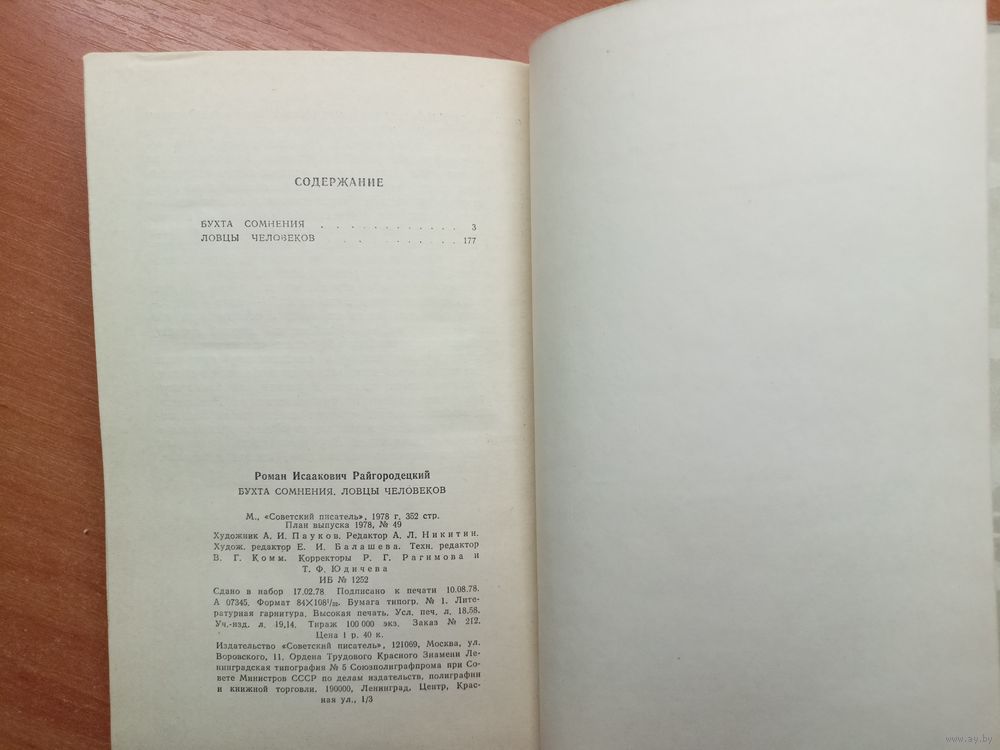 СОДЕРЖАНИЕ
БУХТА СОМНЕНИЯ . . . . . . . . . . . . 3
ЛОВЦЫ ЧЕЛОВЕКОВ . . . . . . . . 177
Роман Исаакович Райгородецкий
БУХТА СОМНЕНИЯ. ЛОВЦЫ ЧЕЛОВЕКОВ
М., «Советский писатель», 1978 г. 352 стр.
План выпуска 1978, № 49
Художник А. И. Пауков. Редактор А. Л. Никитин.
Худож. редактор Е. И. Балашева. Техн. редактор
В. Г. Комм. Корректоры Р. Г. Рагимова и
Т. Ф. Юдичева
ИБ № 1252
Сдано в набор 17.02.78. Подписано к печати 10.08.78.
А 07345. Формат 84×108¹/₃₂. Бумага типогр. № 1. Лите-
ратурная гарнитура. Высокая печать. Усл. печ. л. 18,58.
Уч.-изд. л. 19,14. Тираж 100 000 экз. Заказ № 212.
Цена 1 р. 40 к.
Издательство «Советский писатель», 121069, Москва, ул.
Воровского, 11. Ордена Трудового Красного Знамени Ле-
нинградская типография № 5 Союзполиграфпрома при Со-
вете Министров СССР по делам издательств, полиграфии
и книжной торговли. 190000, Ленинград, Центр, Крас-
ная ул., 1/3
www.ay.by